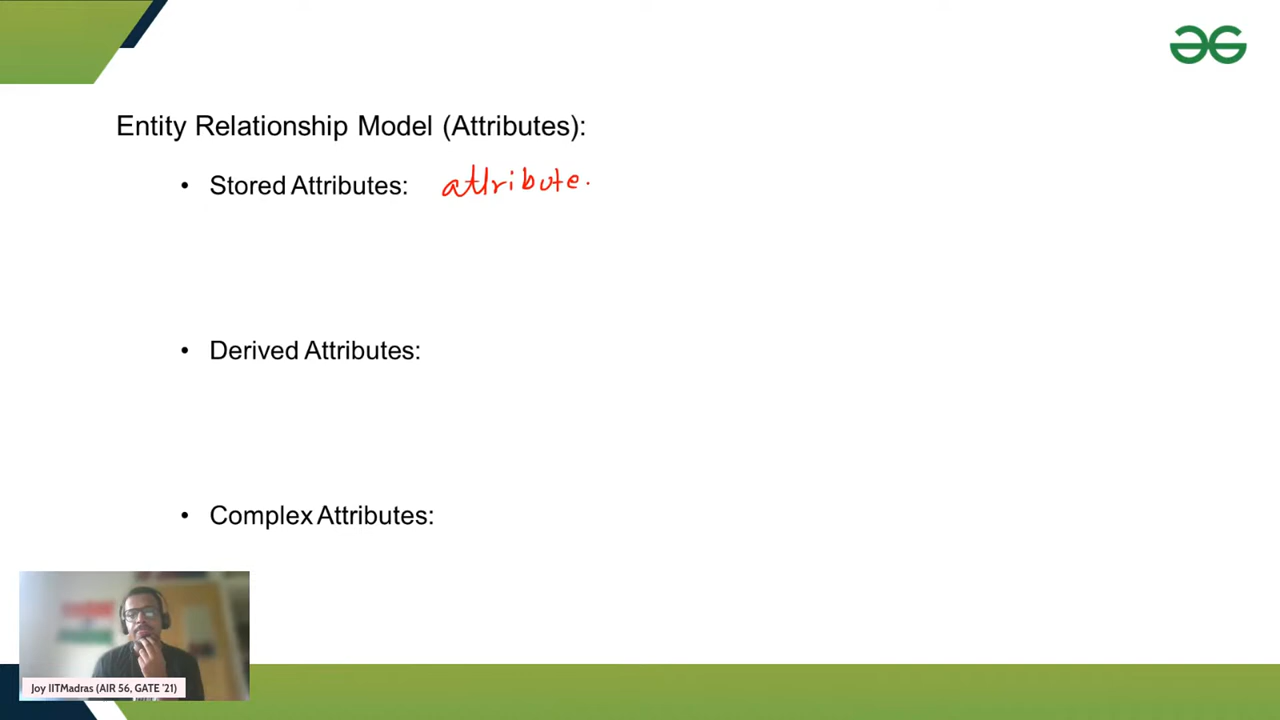 Entity Relationship Model (Attributes):
• Stored Attributes: attribute.
• Derived Attributes:
• Complex Attributes:
Joy IITMadras (AIR 56, GATE '21)